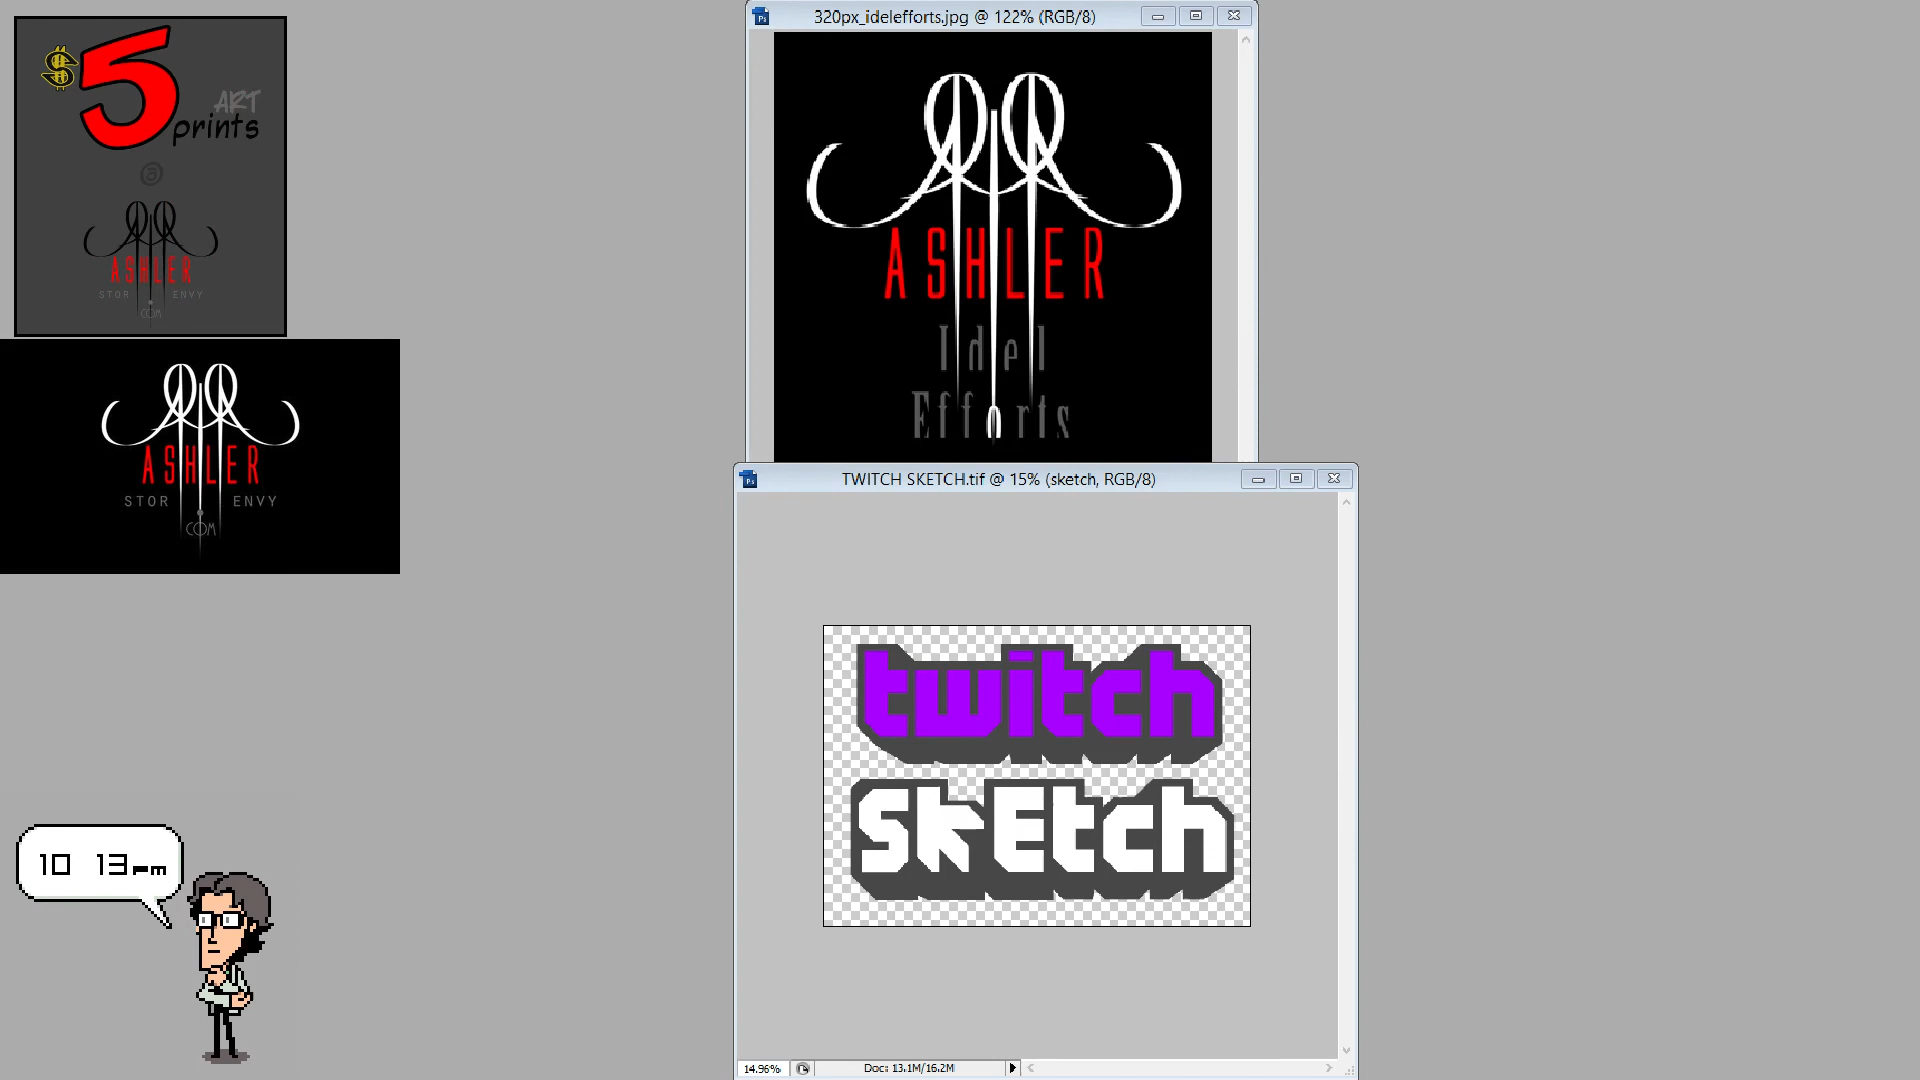 $5
ART
prints
@
ASHLER
STOR ENVY
COM
ASHLER
STOR ENVY
COM
10 13pm
320px_idelefforts.jpg @ 122% (RGB/8)
ASHLER
Idel
Efforts
TWITCH SKETCH.tif @ 15% (sketch, RGB/8)
twitch
SkEtch
14.96%
Doc: 13.1M/16.2M